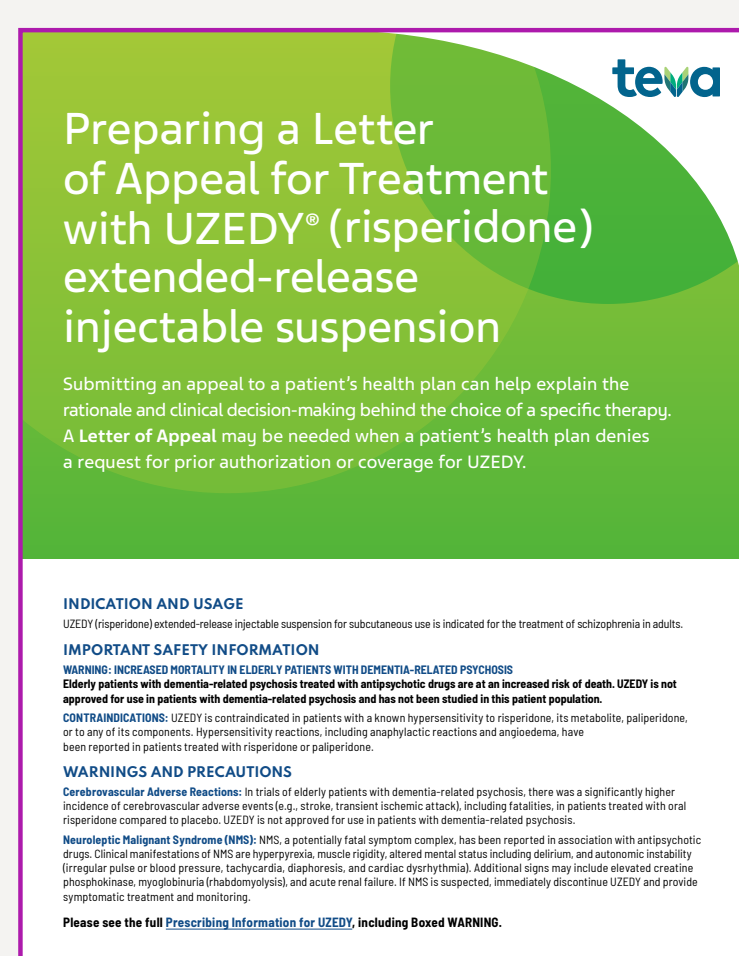 teva
Preparing a Letter
of Appeal for Treatment
with UZEDY® (risperidone)
extended-release
injectable suspension
Submitting an appeal to a patient's health plan can help explain the
rationale and clinical decision-making behind the choice of a specific therapy.
A Letter of Appeal may be needed when a patient's health plan denies
a request for prior authorization or coverage for UZEDY.
INDICATION AND USAGE
UZEDY (risperidone) extended-release injectable suspension for subcutaneous use is indicated for the treatment of schizophrenia in adults.
IMPORTANT SAFETY INFORMATION
WARNING: INCREASED MORTALITY IN ELDERLY PATIENTS WITH DEMENTIA-RELATED PSYCHOSIS
Elderly patients with dementia-related psychosis treated with antipsychotic drugs are at an increased risk of death. UZEDY is not
approved for use in patients with dementia-related psychosis and has not been studied in this patient population.
CONTRAINDICATIONS: UZEDY is contraindicated in patients with a known hypersensitivity to risperidone, its metabolite, paliperidone,
or to any of its components. Hypersensitivity reactions, including anaphylactic reactions and angioedema, have
been reported in patients treated with risperidone or paliperidone.
WARNINGS AND PRECAUTIONS
Cerebrovascular Adverse Reactions: In trials of elderly patients with dementia-related psychosis, there was a significantly higher
incidence of cerebrovascular adverse events (e.g., stroke, transient ischemic attack), including fatalities, in patients treated with oral
risperidone compared to placebo. UZEDY is not approved for use in patients with dementia-related psychosis.
Neuroleptic Malignant Syndrome (NMS): NMS, a potentially fatal symptom complex, has been reported in association with antipsychotic
drugs. Clinical manifestations of NMS are hyperpyrexia, muscle rigidity, altered mental status including delirium, and autonomic instability
(irregular pulse or blood pressure, tachycardia, diaphoresis, and cardiac dysrhythmia). Additional signs may include elevated creatine
phosphokinase, myoglobinuria (rhabdomyolysis), and acute renal failure. If NMS is suspected, immediately discontinue UZEDY and provide
symptomatic treatment and monitoring.
Please see the full Prescribing Information for UZEDY, including Boxed WARNING.